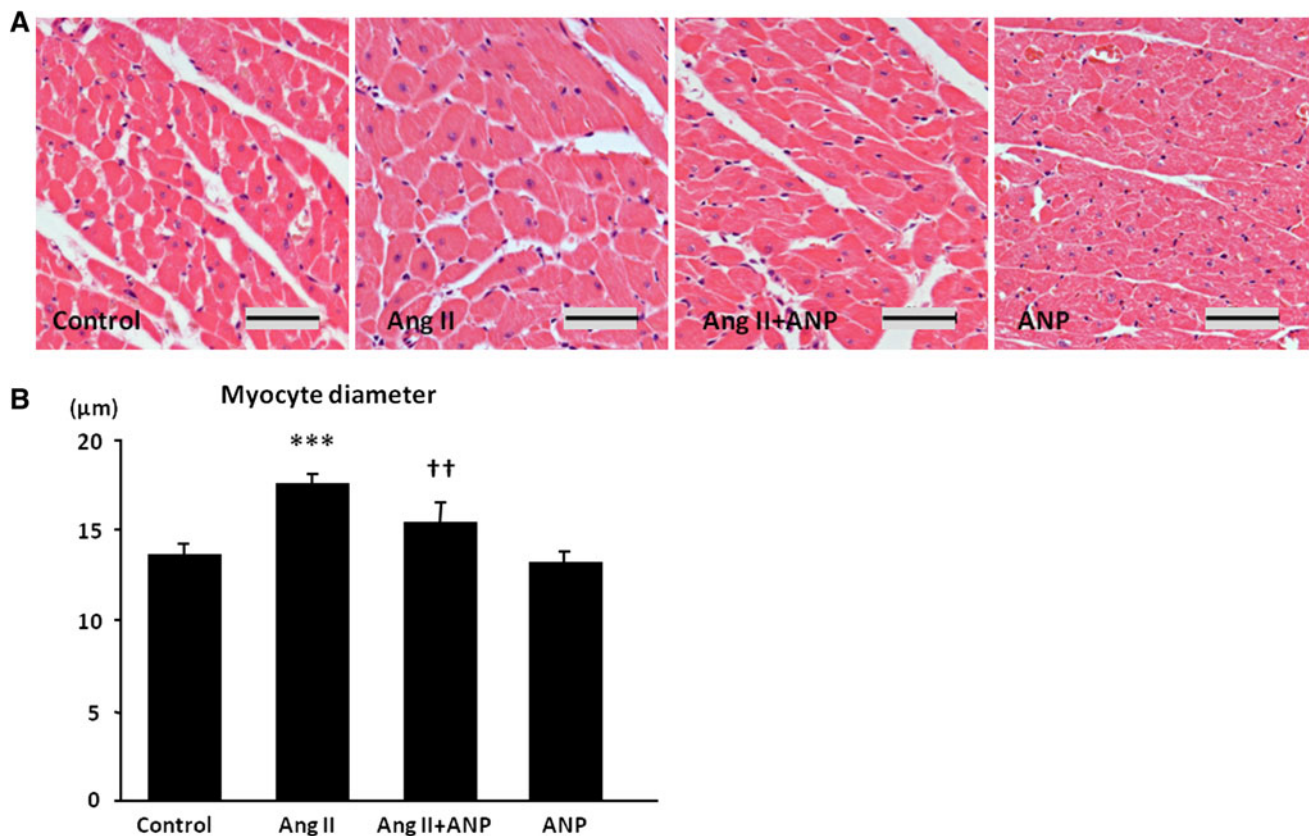 A
Control
Ang II
Ang II+ANP
ANP
B
(μm)
Myocyte diameter
20
15
10
5
0
***
††
Control
Ang II
Ang II+ANP
ANP